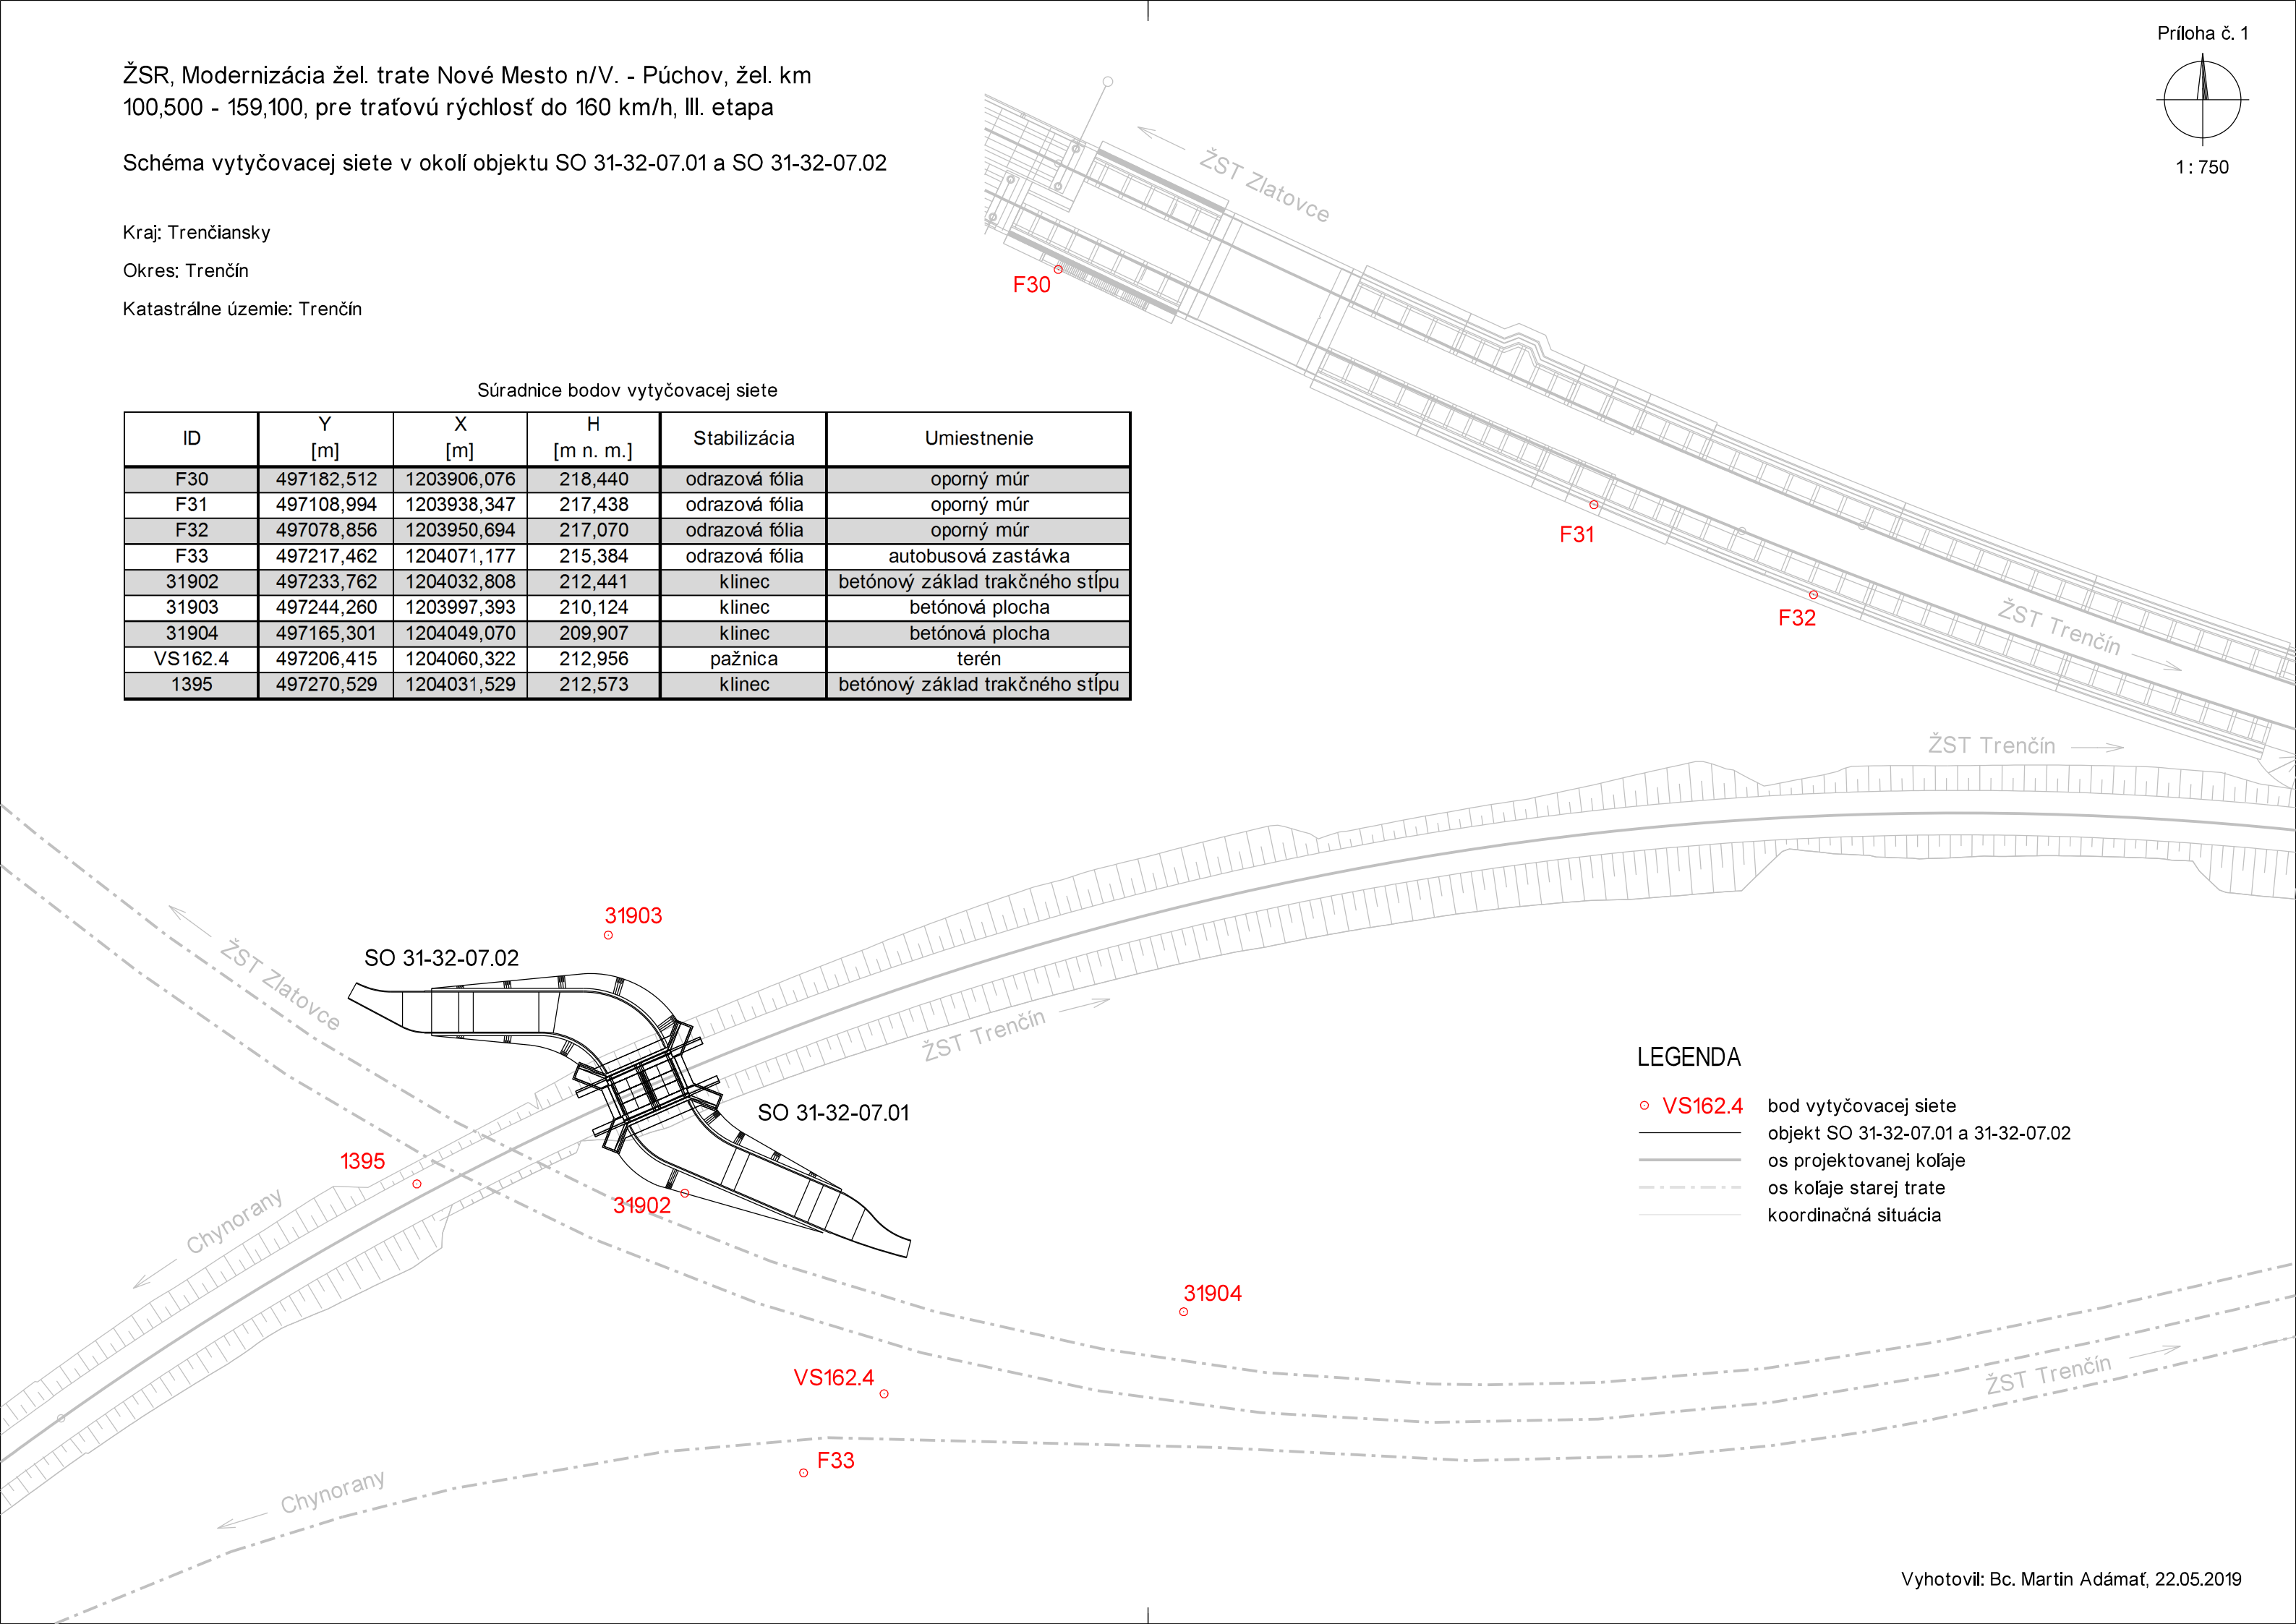 Príloha č. 1
1 : 750
ŽSR, Modernizácia žel. trate Nové Mesto n/V. - Púchov, žel. km
100,500 - 159,100, pre traťovú rýchlosť do 160 km/h, III. etapa
Schéma vytyčovacej siete v okolí objektu SO 31-32-07.01 a SO 31-32-07.02
Kraj: Trenčiansky
Okres: Trenčín
Katastrálne územie: Trenčín
Súradnice bodov vytyčovacej siete
ID Y [m] X [m] H [m n. m.] Stabilizácia Umiestnenie
F30 497182,512 1203906,076 218,440 odrazová fólia oporný múr
F31 497108,994 1203938,347 217,438 odrazová fólia oporný múr
F32 497078,856 1203950,694 217,070 odrazová fólia oporný múr
F33 497217,462 1204071,177 215,384 odrazová fólia autobusová zastávka
31902 497233,762 1204032,808 212,441 klinec betónový základ trakčného stĺpu
31903 497244,260 1203997,393 210,124 klinec betónová plocha
31904 497165,301 1204049,070 209,907 klinec betónová plocha
VS162.4 497206,415 1204060,322 212,956 pažnica terén
1395 497270,529 1204031,529 212,573 klinec betónový základ trakčného stĺpu
ŽST Zlatovce
F30
F31
F32
ŽST Trenčín
ŽST Trenčín
31903
SO 31-32-07.02
ŽST Zlatovce
ŽST Trenčín
SO 31-32-07.01
1395
31902
Chynorany
31904
VS162.4
F33
Chynorany
ŽST Trenčín
LEGENDA
VS162.4 bod vytyčovacej siete
objekt SO 31-32-07.01 a 31-32-07.02
os projektovanej koľaje
os koľaje starej trate
koordinačná situácia
Vyhotovil: Bc. Martin Adámať, 22.05.2019